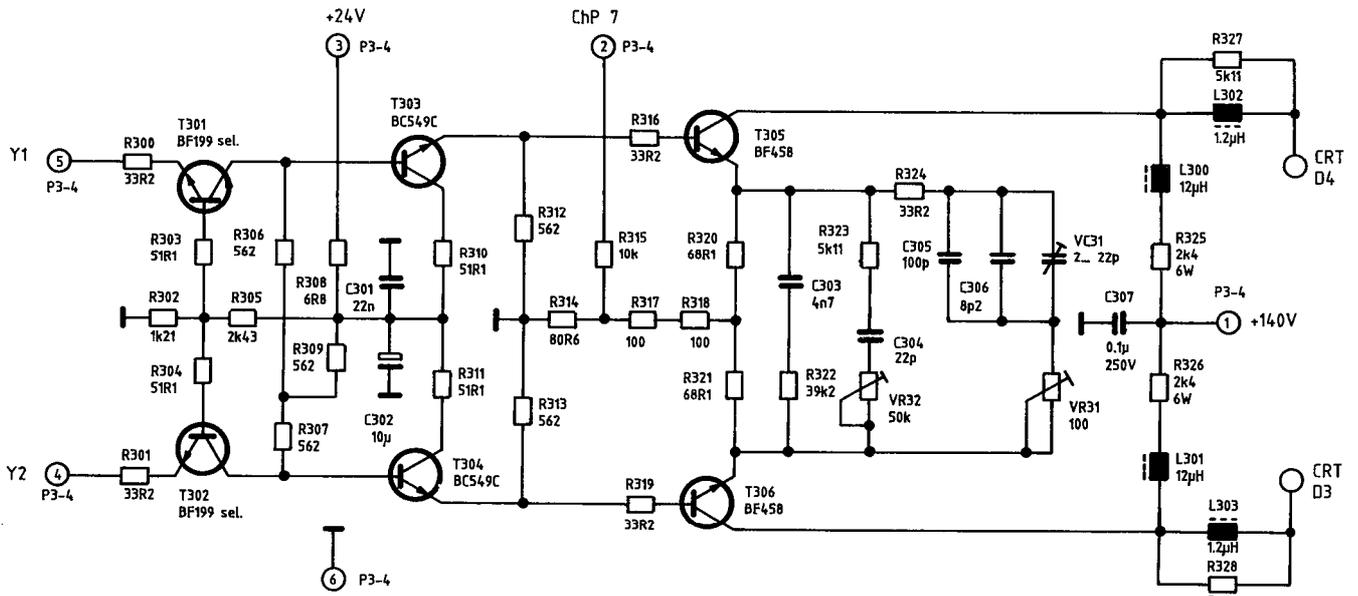 +24V
3
P3-4
ChP 7
2
P3-4
R327
5k11
L302
1.2µH
CRT
D4
T303
BC549C
T301
BF199 sel.
R316
33R2
T305
BF458
Y1
5
P3-4
R300
33R2
L300
12µH
R324
33R2
R303
51R1
R306
562
R308
6R8
C301
22n
R310
51R1
R312
562
R315
10k
R320
68R1
C303
4n7
R323
5k11
C305
100p
C306
8p2
VC31
2... 22p
R325
2k4
6W
P3-4
1
+140V
C307
0.1µ
250V
R302
1k21
R305
2k43
R314
80R6
R317
100
R318
100
R304
51R1
R309
562
R311
51R1
C304
22p
R321
68R1
R322
39k2
VR32
50k
VR31
100
R326
2k4
6W
C302
10µ
R313
562
R307
562
Y2
4
P3-4
R301
33R2
T302
BF199 sel.
T304
BC549C
R319
33R2
T306
BF458
L301
12µH
CRT
D3
L303
1.2µH
R328
6
P3-4